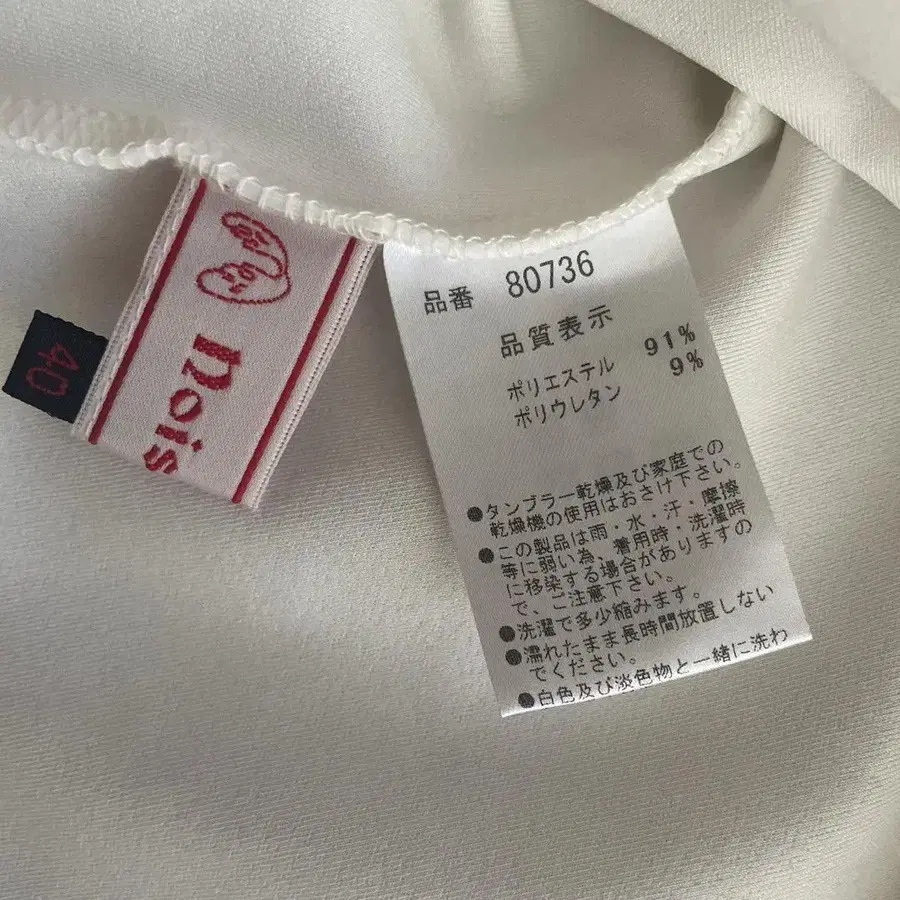 40
nois
品番 80736
品質表示
ポリエステル 91%
ポリウレタン 9%
●タンブラー乾燥及び家庭での
乾燥機の使用はおさけ下さい。
●この製品は雨・水・汗・摩擦
等に弱い為、着用時・洗濯時
に移染する場合がありますの
で、ご注意下さい。
●洗濯で多少縮みます。
●濡れたまま長時間放置しない
でください。
●白色及び淡色物と一緒に洗わ